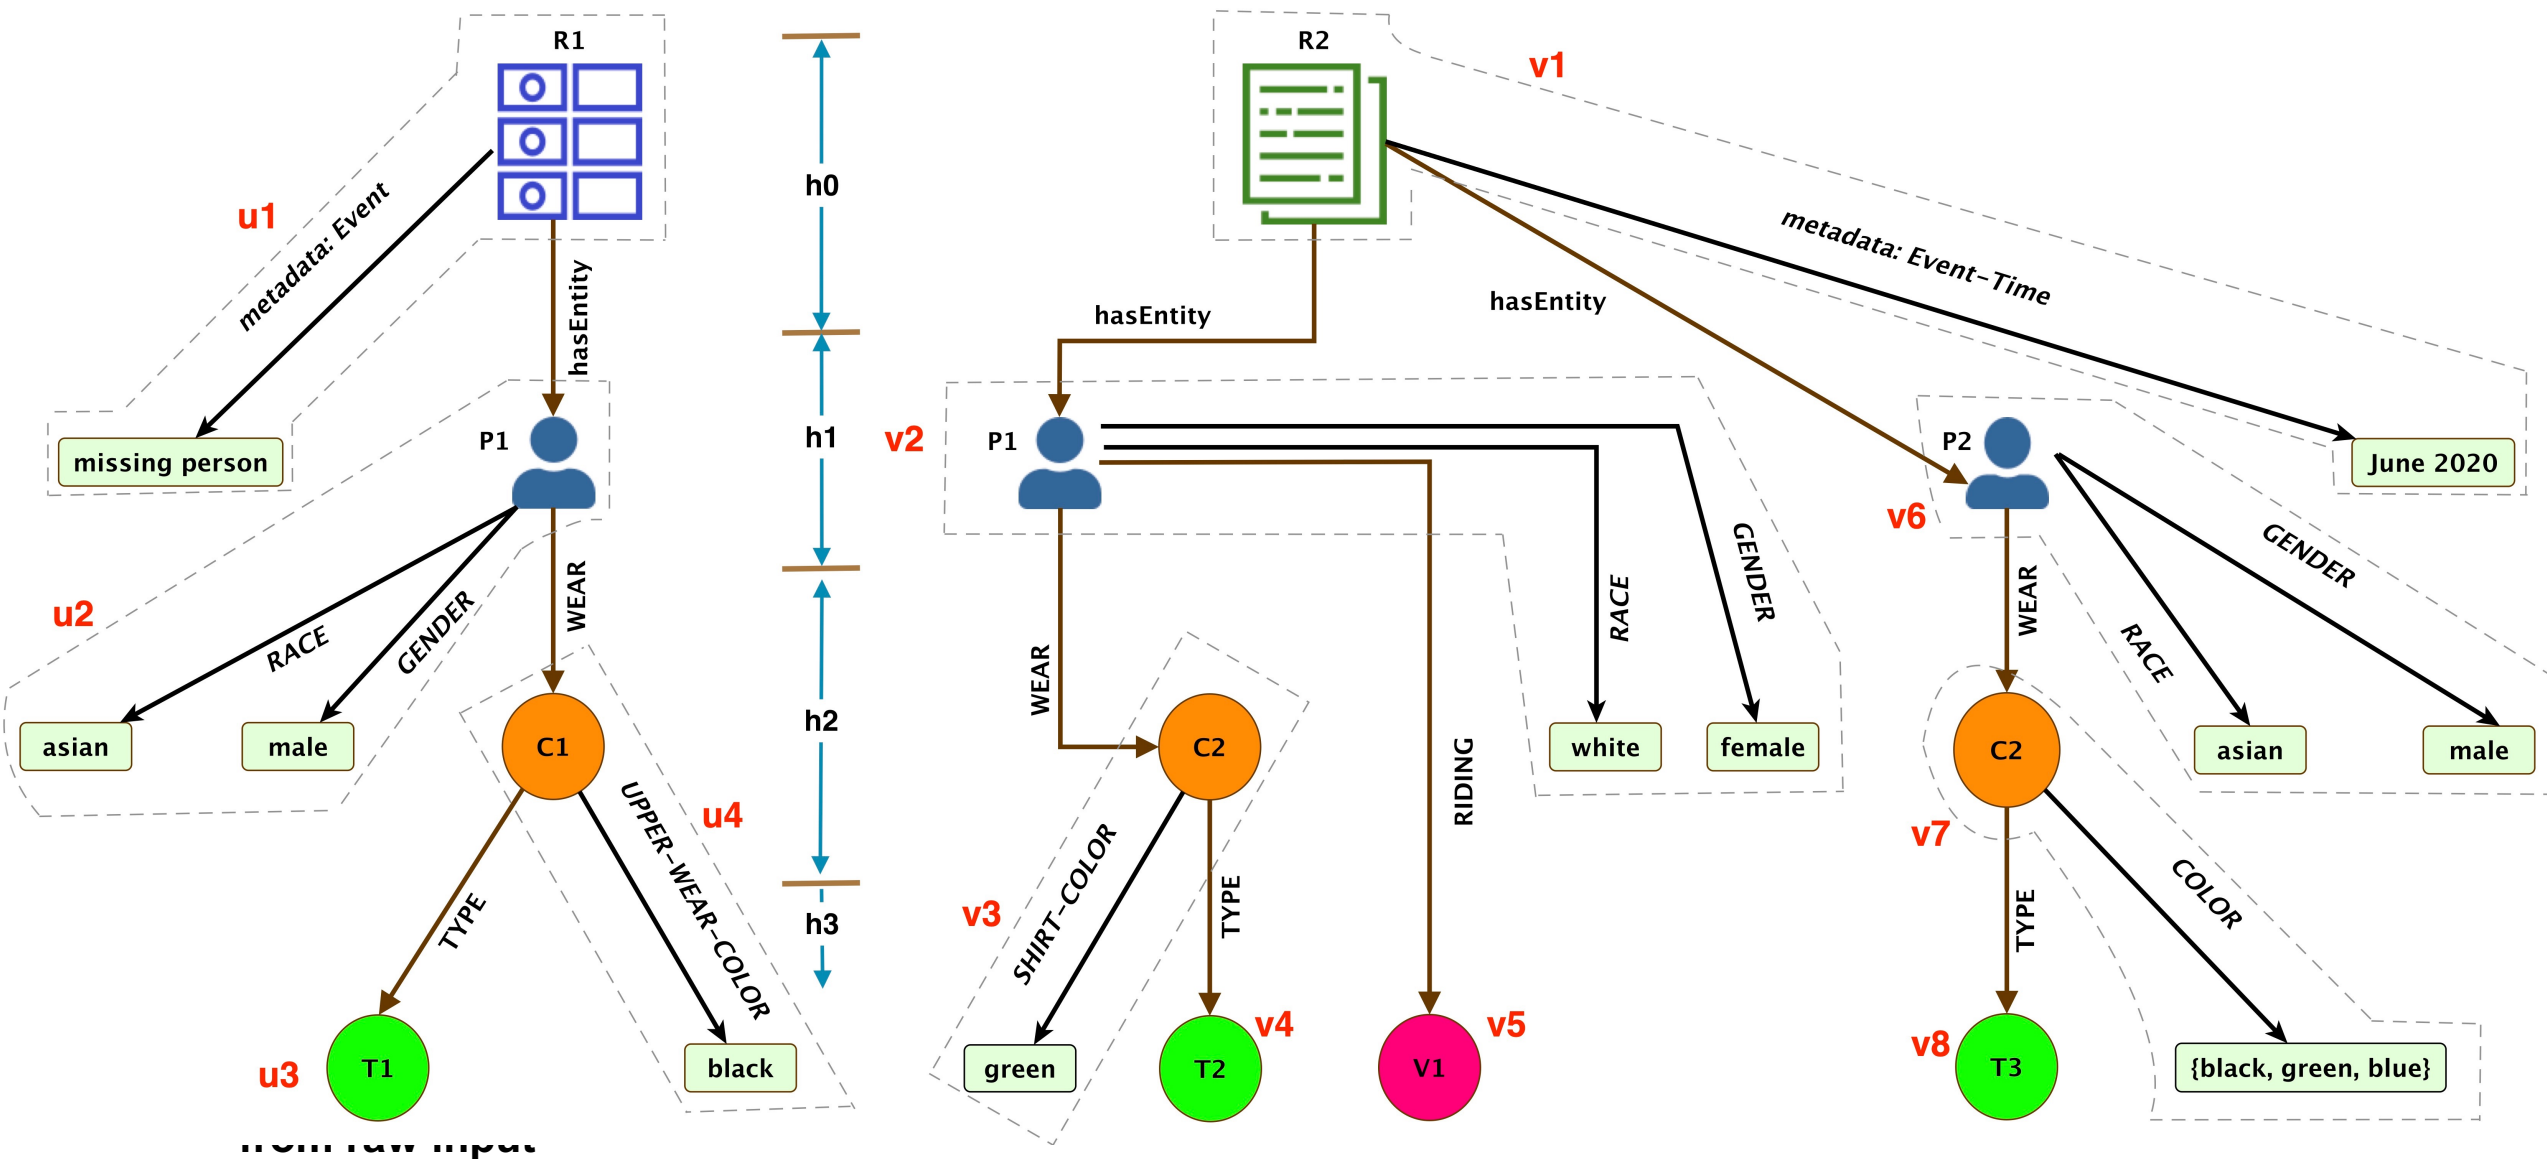 R1
u1
metadata: Event
hasEntity
missing person
P1
u2
RACE
GENDER
WEAR
asian
male
C1
u4
UPPER-WEAR-COLOR
TYPE
u3
T1
black
from raw input
h0
h1
h2
h3
R2
v1
metadata: Event-Time
hasEntity
hasEntity
v2
P1
P2
June 2020
v6
GENDER
RACE
WEAR
WEAR
RACE
GENDER
C2
RIDING
white
female
C2
asian
male
v3
SHIRT-COLOR
TYPE
v7
TYPE
COLOR
green
T2
v4
V1
v5
v8
T3
{black, green, blue}